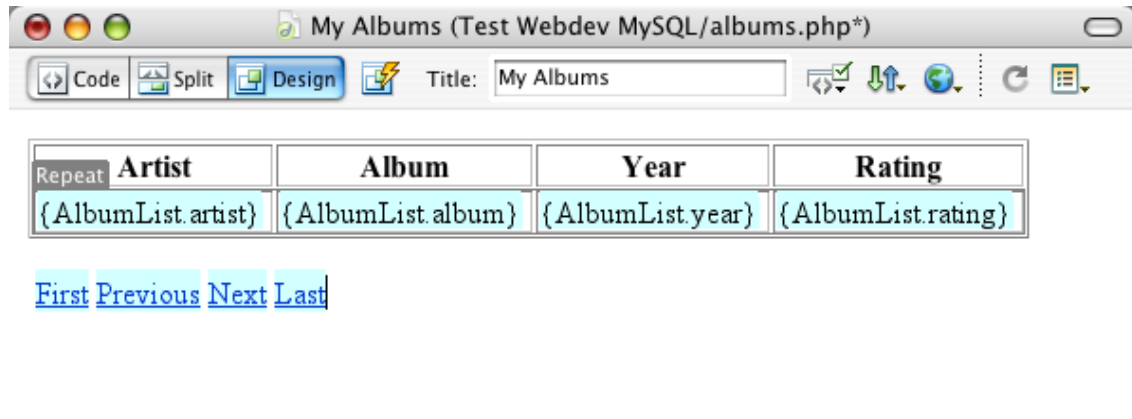 My Albums (Test Webdev MySQL/albums.php*)
Code Split Design Title: My Albums
Repeat Artist Album Year Rating
{AlbumList.artist} {AlbumList.album} {AlbumList.year} {AlbumList.rating}
First Previous Next Last